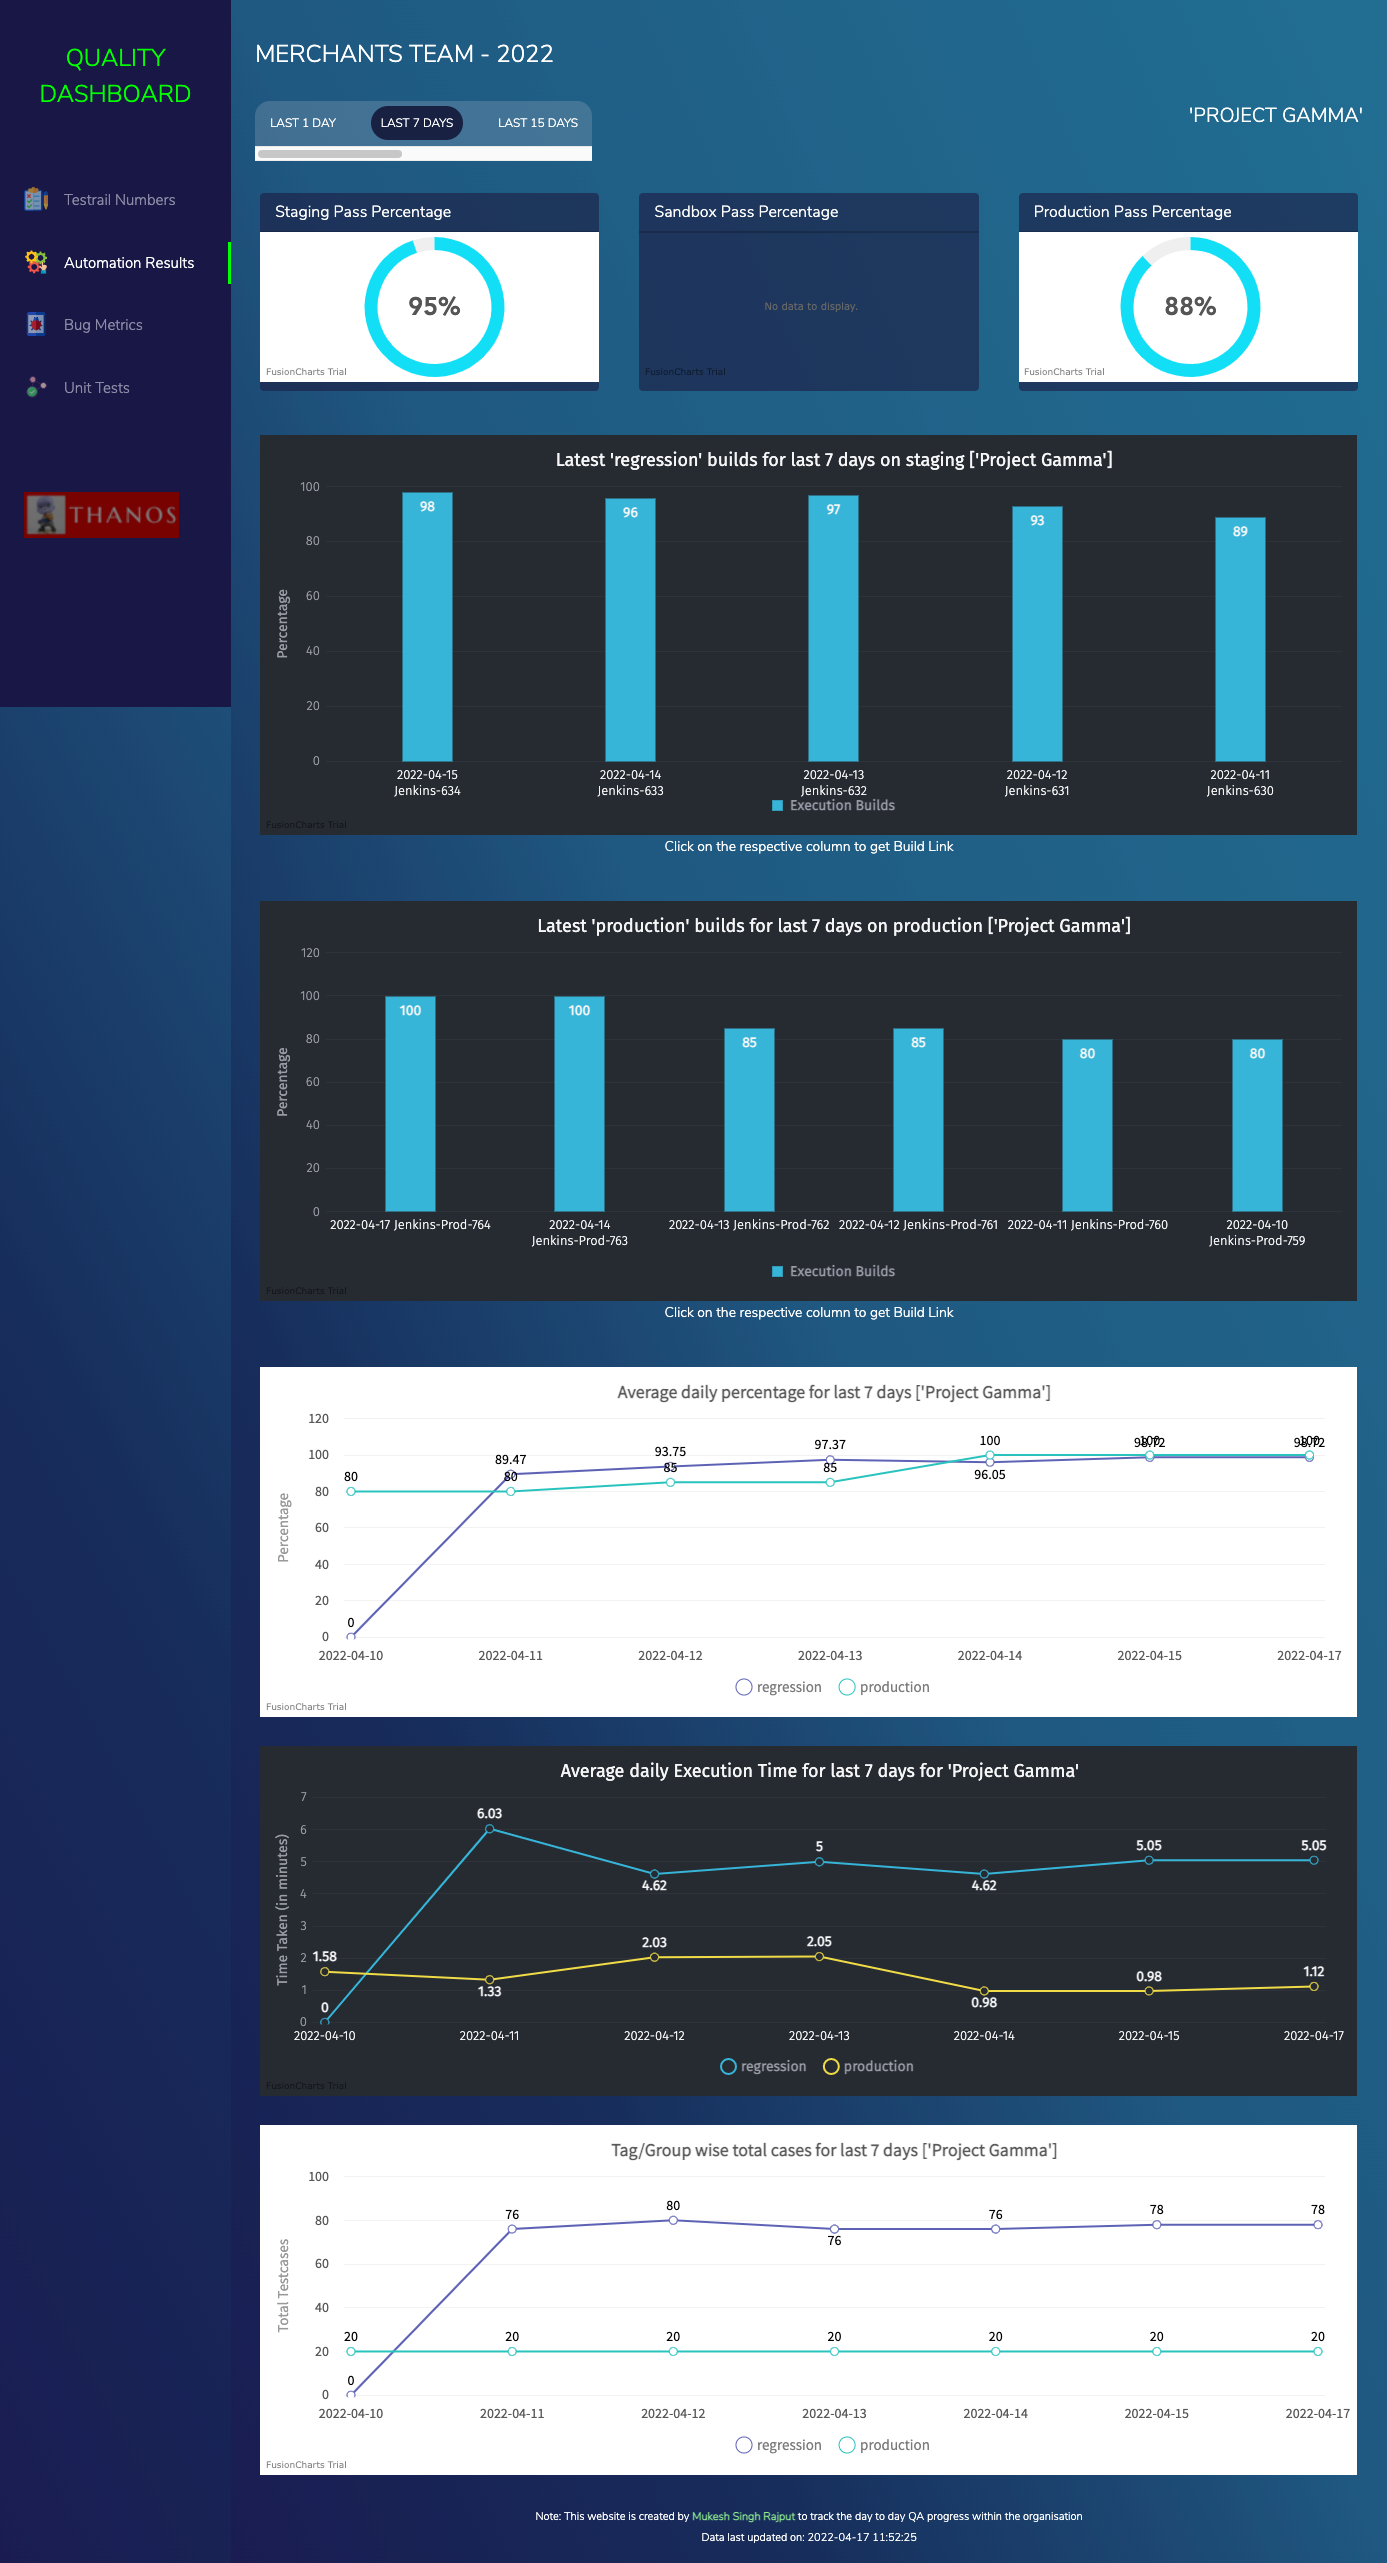 QUALITY
DASHBOARD
Testrail Numbers
Automation Results
Bug Metrics
Unit Tests
THANOS
MERCHANTS TEAM - 2022
LAST 1 DAY LAST 7 DAYS LAST 15 DAYS
'PROJECT GAMMA'
Staging Pass Percentage
95%
FusionCharts Trial
Sandbox Pass Percentage
No data to display.
FusionCharts Trial
Production Pass Percentage
88%
FusionCharts Trial
Latest 'regression' builds for last 7 days on staging ['Project Gamma']
Percentage
100
80
60
40
20
0
98 96 97 93 89
2022-04-15 2022-04-14 2022-04-13 2022-04-12 2022-04-11
Jenkins-634 Jenkins-633 Jenkins-632 Jenkins-631 Jenkins-630
Execution Builds
FusionCharts Trial
Click on the respective column to get Build Link
Latest 'production' builds for last 7 days on production ['Project Gamma']
Percentage
120
100
80
60
40
20
0
100 100 85 85 80 80
2022-04-17 Jenkins-Prod-764 2022-04-14 2022-04-13 Jenkins-Prod-762 2022-04-12 Jenkins-Prod-761 2022-04-11 Jenkins-Prod-760 2022-04-10
Jenkins-Prod-763 Jenkins-Prod-759
Execution Builds
FusionCharts Trial
Click on the respective column to get Build Link
Average daily percentage for last 7 days ['Project Gamma']
Percentage
120
100
80
60
40
20
0
0 89.47 93.75 97.37 96.05 98.72 98.72
80 80 85 85 100 100 100
2022-04-10 2022-04-11 2022-04-12 2022-04-13 2022-04-14 2022-04-15 2022-04-17
regression production
FusionCharts Trial
Average daily Execution Time for last 7 days for 'Project Gamma'
Time Taken (in minutes)
7
6
5
4
3
2
1
0
0 6.03 4.62 5 4.62 5.05 5.05
1.58 1.33 2.03 2.05 0.98 0.98 1.12
2022-04-10 2022-04-11 2022-04-12 2022-04-13 2022-04-14 2022-04-15 2022-04-17
regression production
FusionCharts Trial
Tag/Group wise total cases for last 7 days ['Project Gamma']
Total Testcases
100
80
60
40
20
0
0 76 80 76 76 78 78
20 20 20 20 20 20 20
2022-04-10 2022-04-11 2022-04-12 2022-04-13 2022-04-14 2022-04-15 2022-04-17
regression production
FusionCharts Trial
Note: This website is created by Mukesh Singh Rajput to track the day to day QA progress within the organisation
Data last updated on: 2022-04-17 11:52:25